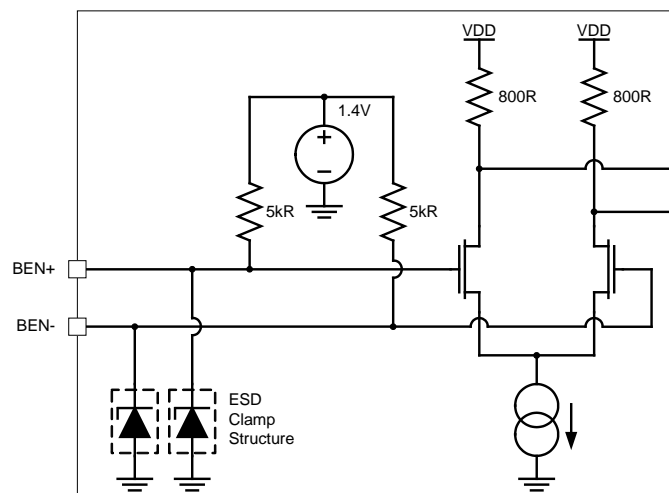 VDD
VDD
800R
800R
1.4V
+
−
5kR
5kR
BEN+
BEN-
ESD
Clamp
Structure